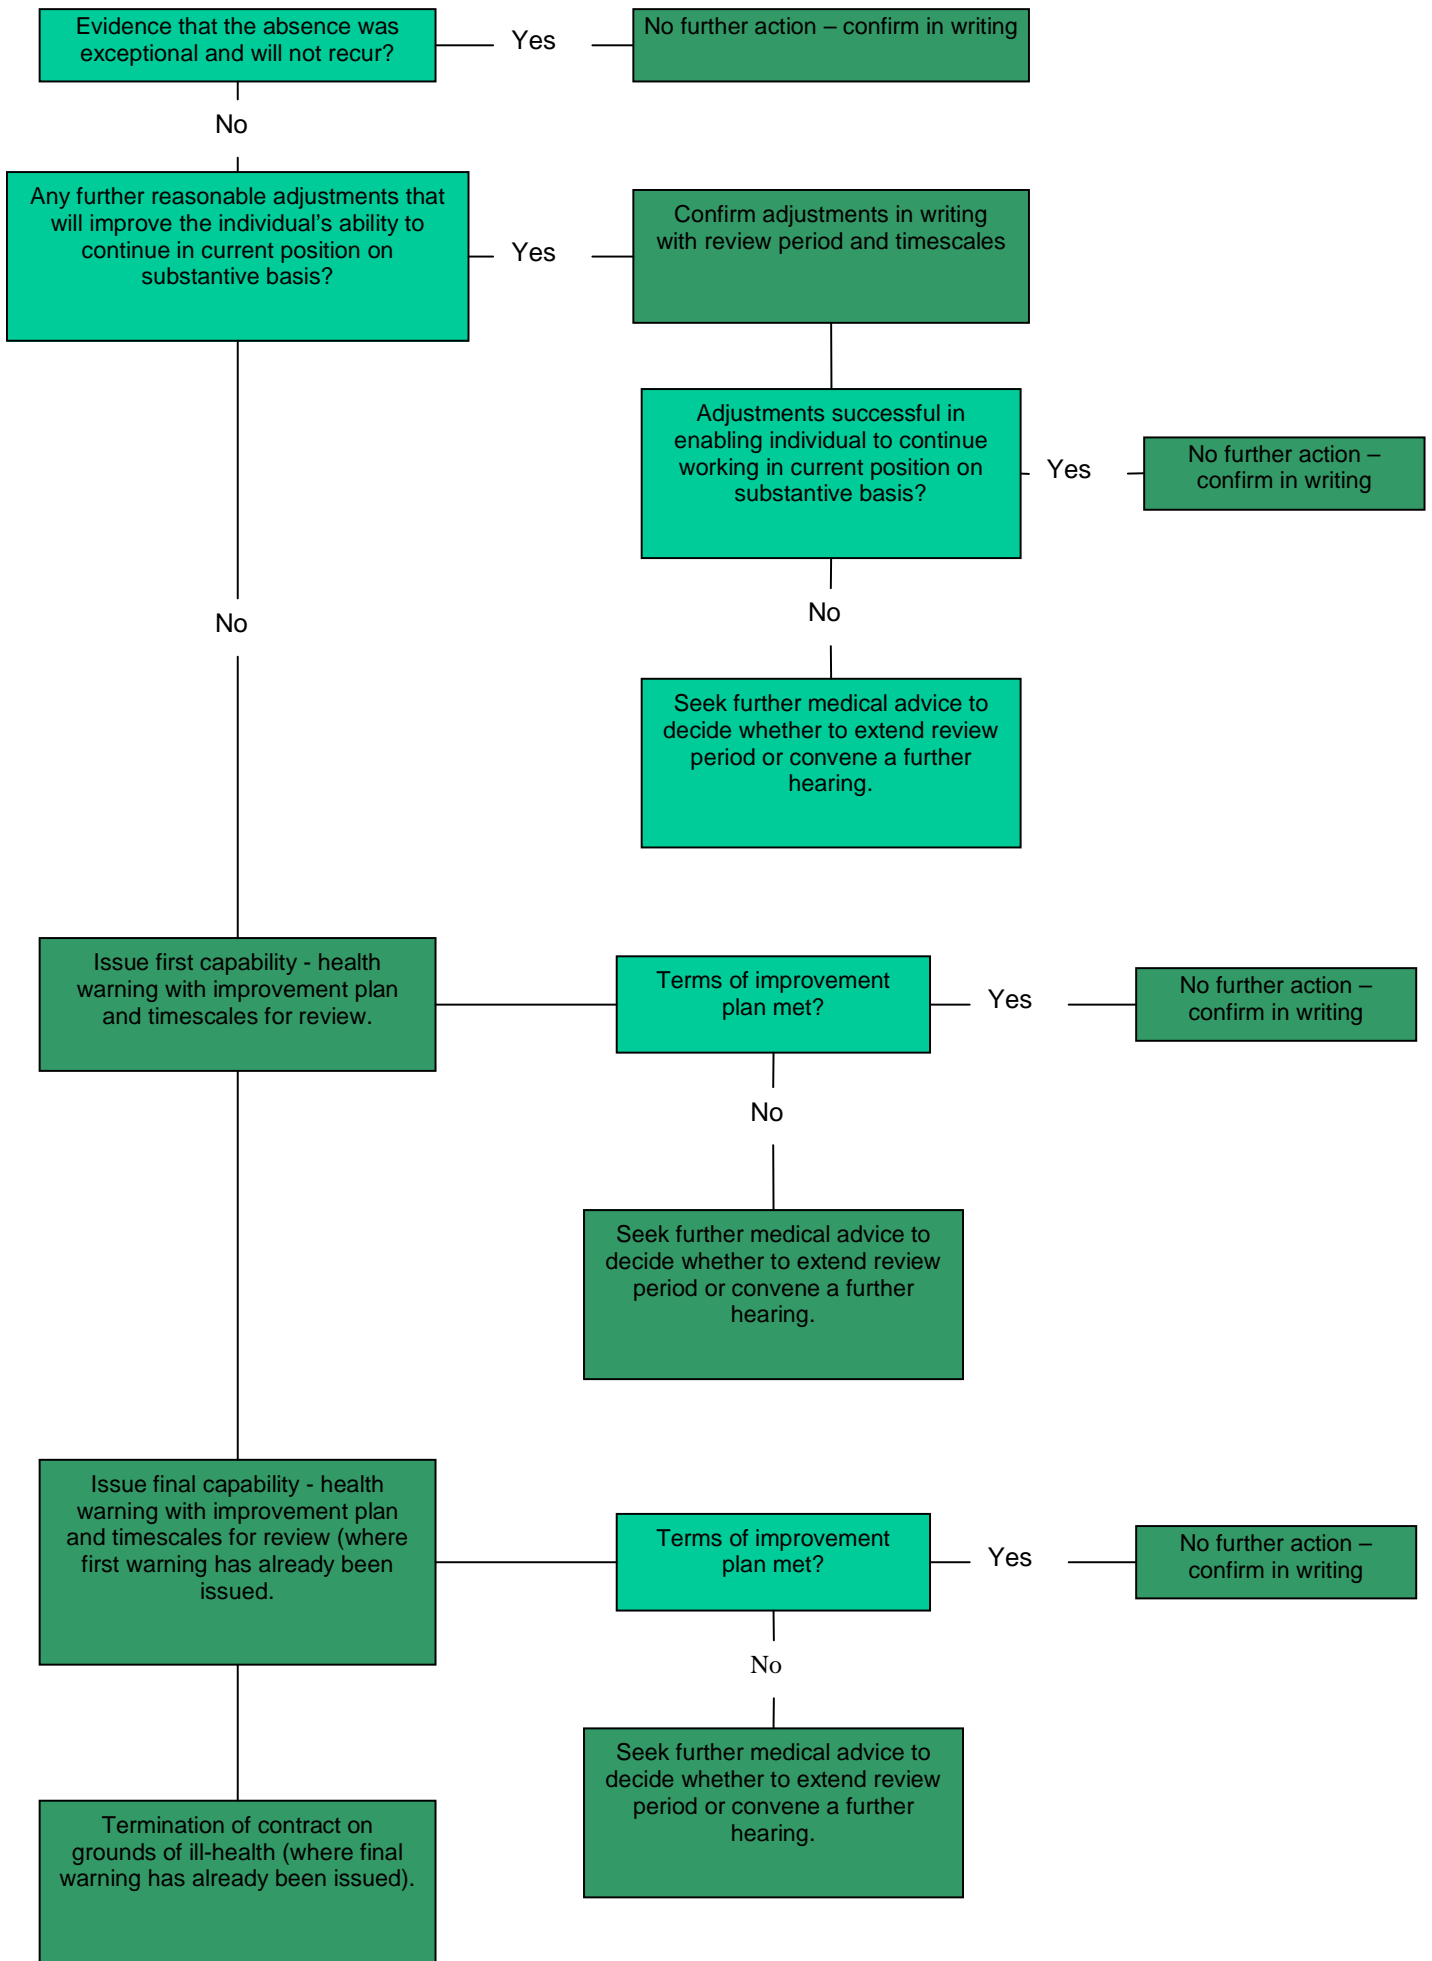 Evidence that the absence was
exceptional and will not recur?
Yes
No further action – confirm in writing
No
Any further reasonable adjustments that
will improve the individual’s ability to
continue in current position on
substantive basis?
Yes
Confirm adjustments in writing
with review period and timescales
Adjustments successful in
enabling individual to continue
working in current position on
substantive basis?
Yes
No further action –
confirm in writing
No
No
Seek further medical advice to
decide whether to extend review
period or convene a further
hearing.
Issue first capability - health
warning with improvement plan
and timescales for review.
Terms of improvement
plan met?
Yes
No further action –
confirm in writing
No
Seek further medical advice to
decide whether to extend review
period or convene a further
hearing.
Issue final capability - health
warning with improvement plan
and timescales for review (where
first warning has already been
issued.
Terms of improvement
plan met?
Yes
No further action –
confirm in writing
No
Seek further medical advice to
decide whether to extend review
period or convene a further
hearing.
Termination of contract on
grounds of ill-health (where final
warning has already been issued).